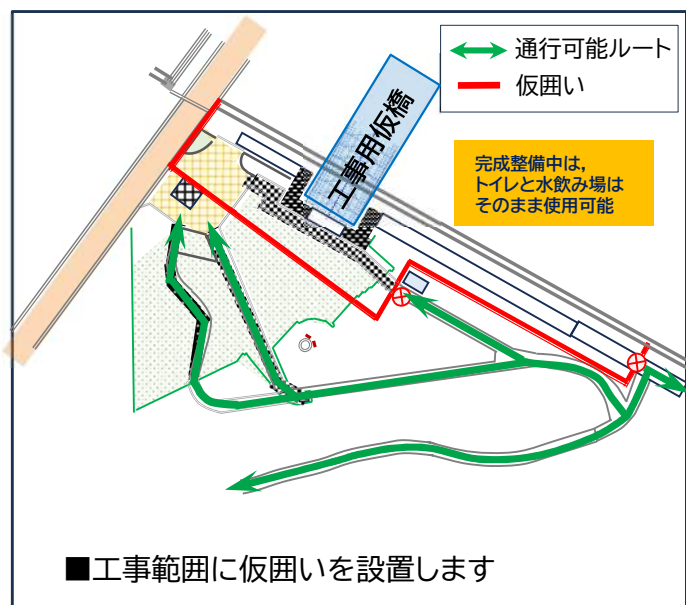 通行可能ルート
仮囲い
工事用仮橋
完成整備中は,
トイレと水飲み場は
そのまま使用可能
■工事範囲に仮囲いを設置します